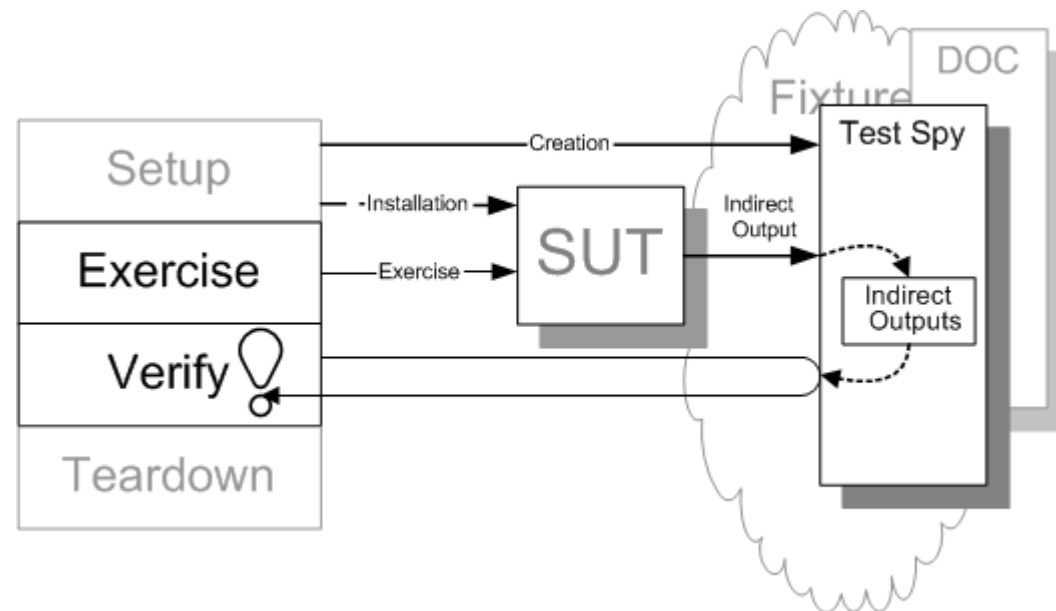 DOC
Fixture
Test Spy
Creation
Setup
Installation
Indirect
Output
SUT
Exercise
Exercise
Indirect
Outputs
Verify
Teardown